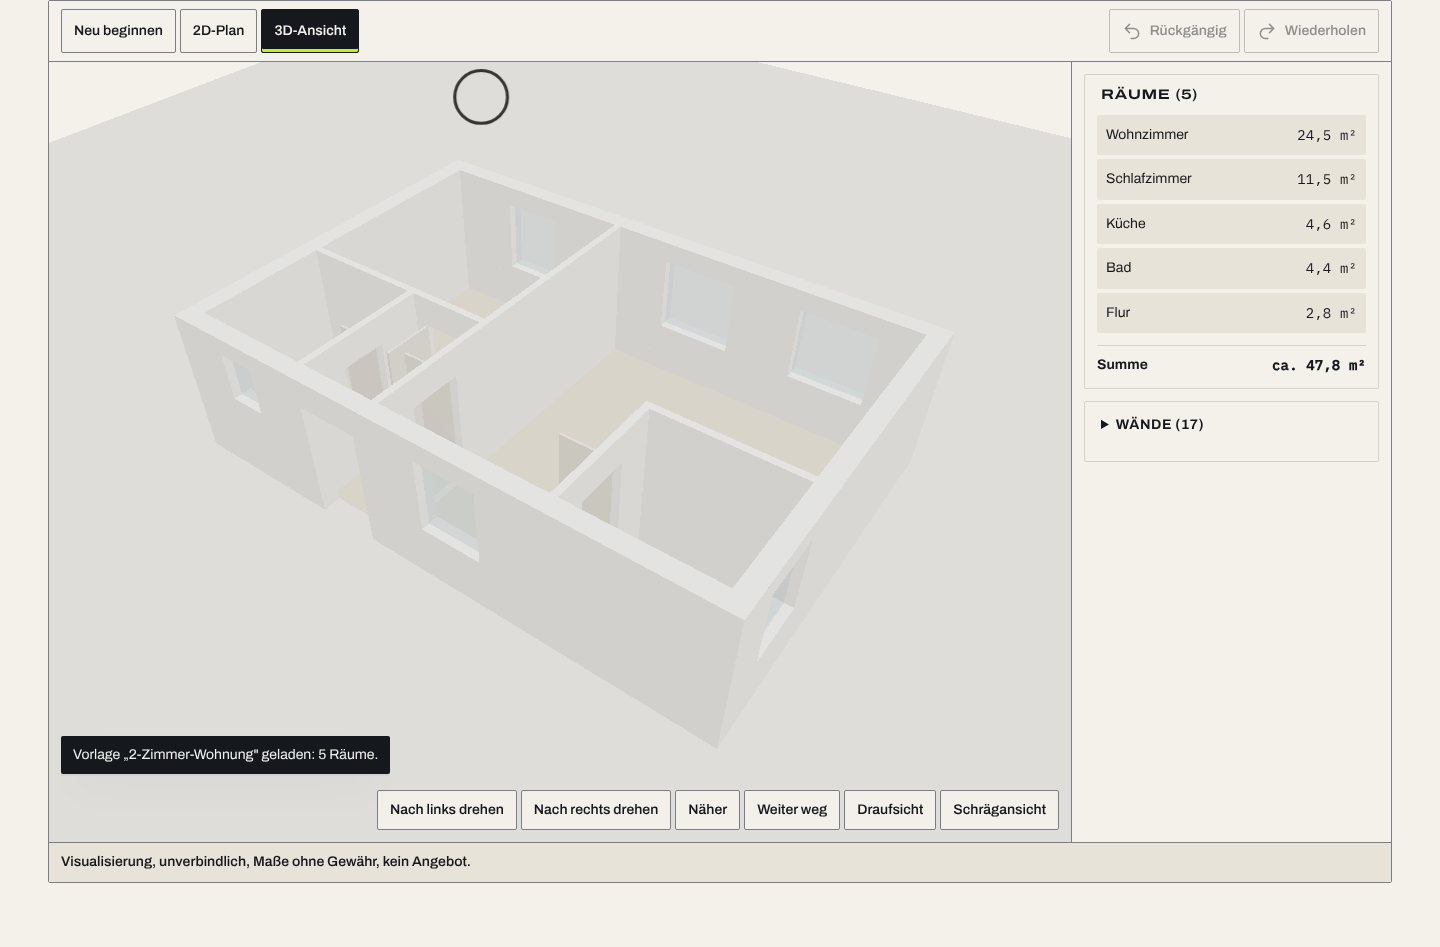 Neu beginnen 2D-Plan 3D-Ansicht Rückgängig Wiederholen
RÄUME (5)
Wohnzimmer 24,5 m²
Schlafzimmer 11,5 m²
Küche 4,6 m²
Bad 4,4 m²
Flur 2,8 m²
Summe ca. 47,8 m²
WÄNDE (17)
Vorlage „2-Zimmer-Wohnung" geladen: 5 Räume.
Nach links drehen Nach rechts drehen Näher Weiter weg Draufsicht Schrägansicht
Visualisierung, unverbindlich, Maße ohne Gewähr, kein Angebot.